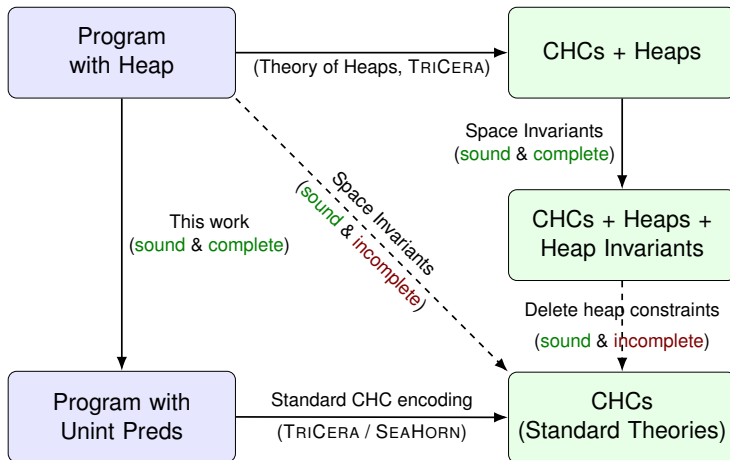 Program
with Heap
(Theory of Heaps, TRICERA)
CHCs + Heaps
Space Invariants
(sound & complete)
This work
(sound & complete)
Space Invariants
(sound & incomplete)
CHCs + Heaps +
Heap Invariants
Delete heap constraints
(sound & incomplete)
Program with
Unint Preds
Standard CHC encoding
(TRICERA / SEAHORN)
CHCs
(Standard Theories)